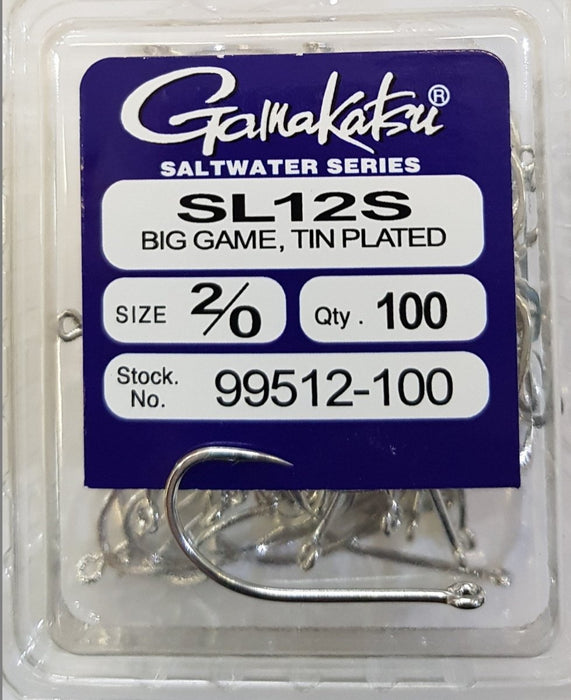 Gamakatsu®
SALTWATER SERIES
SL12S
BIG GAME, TIN PLATED
SIZE 2/0
Qty. 100
Stock. No. 99512-100